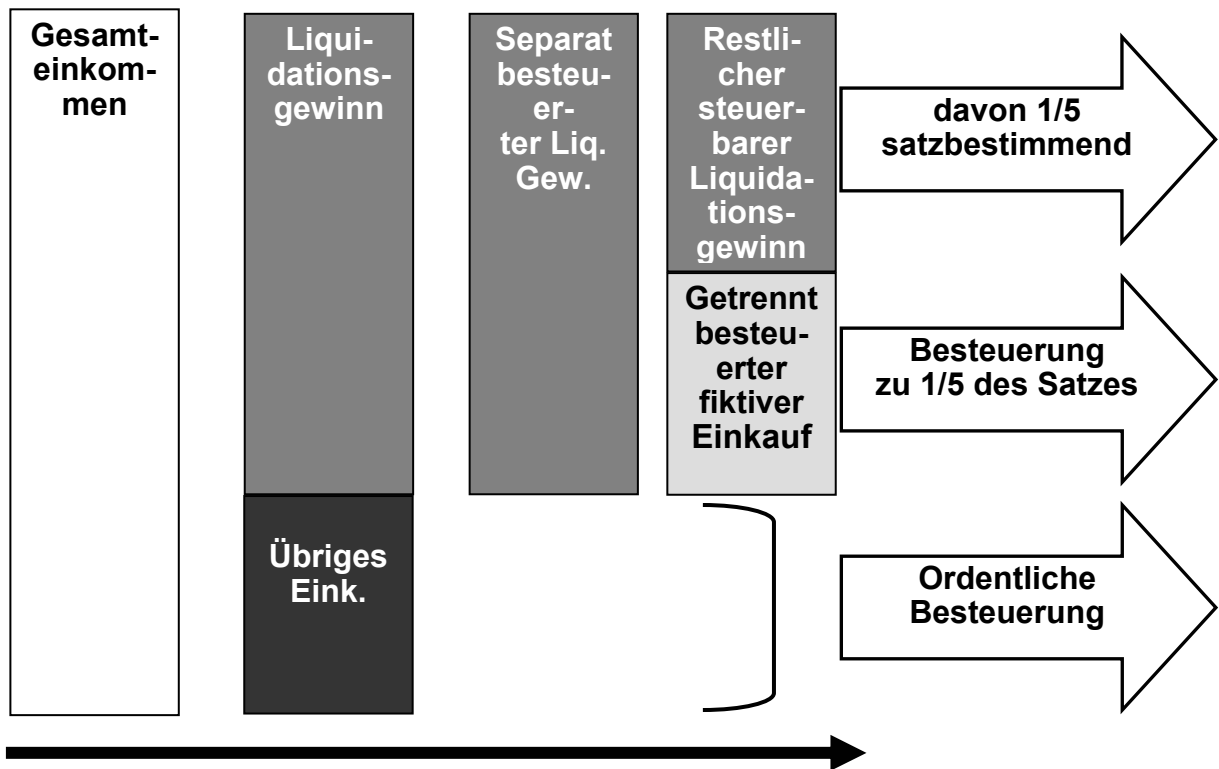 Gesamt-
einkom-
men
Liqui-
dations-
gewinn
Separat
besteu-
er-
ter Liq.
Gew.
Restli-
cher
steuer-
barer
Liquida-
tions-
gewinn
davon 1/5
satzbestimmend
Getrennt
besteu-
erter
fiktiver
Einkauf
Besteuerung
zu 1/5 des Satzes
Übriges
Eink.
Ordentliche
Besteuerung